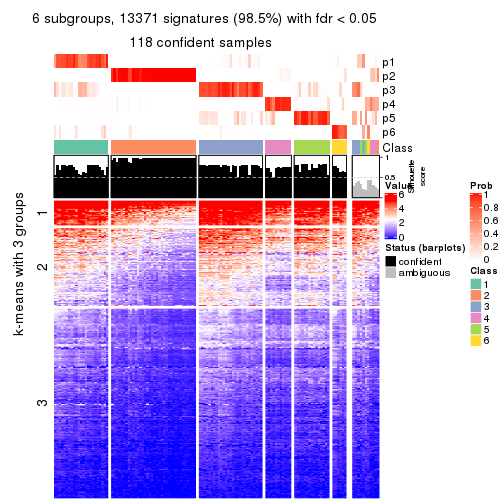 6 subgroups, 13371 signatures (98.5%) with fdr < 0.05
118 confident samples
p1
p2
p3
p4
p5
p6
Class
1
0.5
Silhouette
score
k-means with 3 groups
1
2
3
Value
6
4
2
0
Status (barplots)
confident
ambiguous
Prob
1
0.8
0.6
0.4
0.2
0
Class
1
2
3
4
5
6